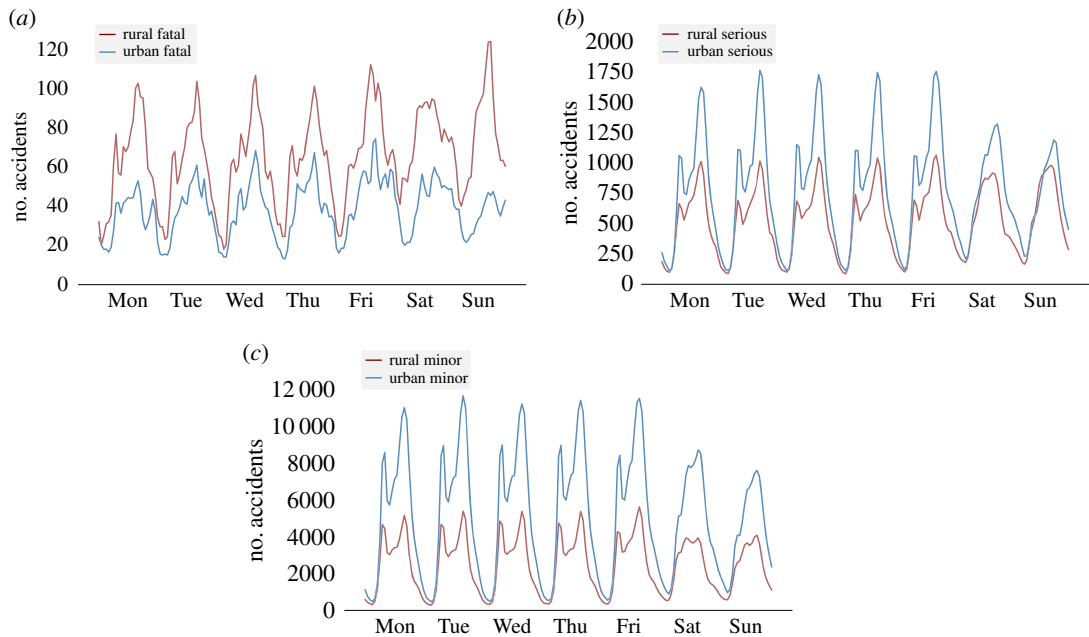 (a)
rural fatal
urban fatal
no. accidents
120
100
80
60
40
20
0
Mon Tue Wed Thu Fri Sat Sun
(b)
rural serious
urban serious
no. accidents
2000
1750
1500
1250
1000
750
500
250
0
Mon Tue Wed Thu Fri Sat Sun
(c)
rural minor
urban minor
no. accidents
12 000
10 000
8000
6000
4000
2000
0
Mon Tue Wed Thu Fri Sat Sun